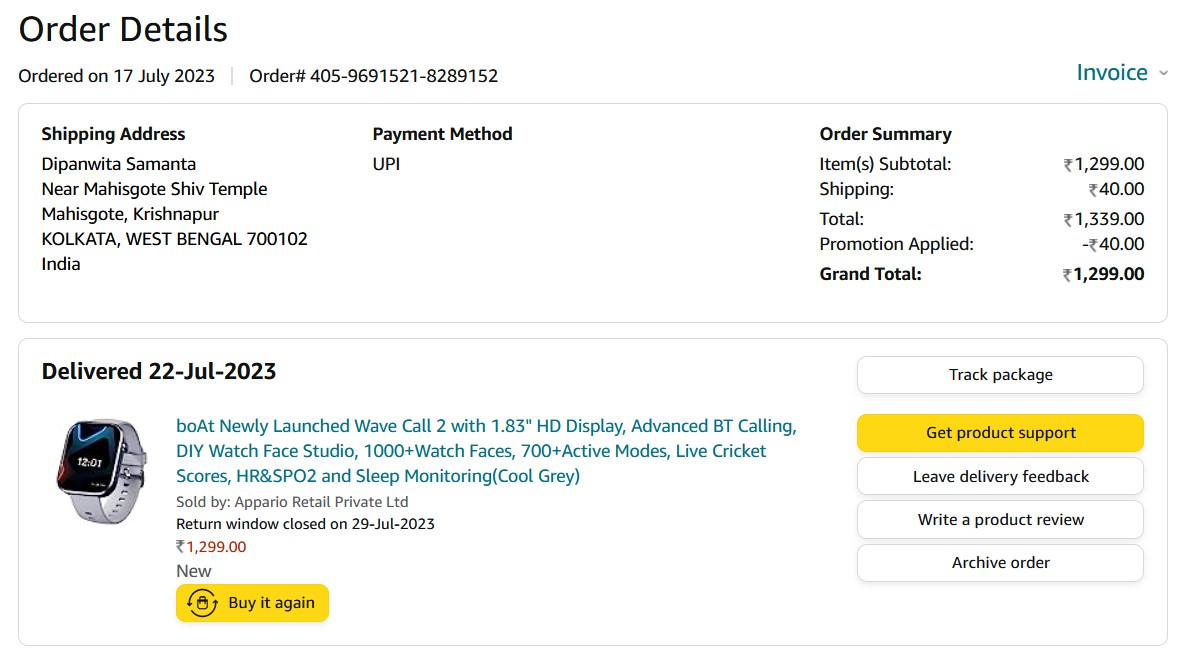 Order Details
Ordered on 17 July 2023
Order# 405-9691521-8289152
Invoice
Shipping Address
Dipanwita Samanta
Near Mahisgote Shiv Temple
Mahisgote, Krishnapur
KOLKATA, WEST BENGAL 700102
India
Payment Method
UPI
Order Summary
Item(s) Subtotal: ₹1,299.00
Shipping: ₹40.00
Total: ₹1,339.00
Promotion Applied: -₹40.00
Grand Total: ₹1,299.00
Delivered 22-Jul-2023
12:01
boAt Newly Launched Wave Call 2 with 1.83" HD Display, Advanced BT Calling,
DIY Watch Face Studio, 1000+Watch Faces, 700+Active Modes, Live Cricket
Scores, HR&SPO2 and Sleep Monitoring(Cool Grey)
Sold by: Appario Retail Private Ltd
Return window closed on 29-Jul-2023
₹1,299.00
New
Buy it again
Track package
Get product support
Leave delivery feedback
Write a product review
Archive order